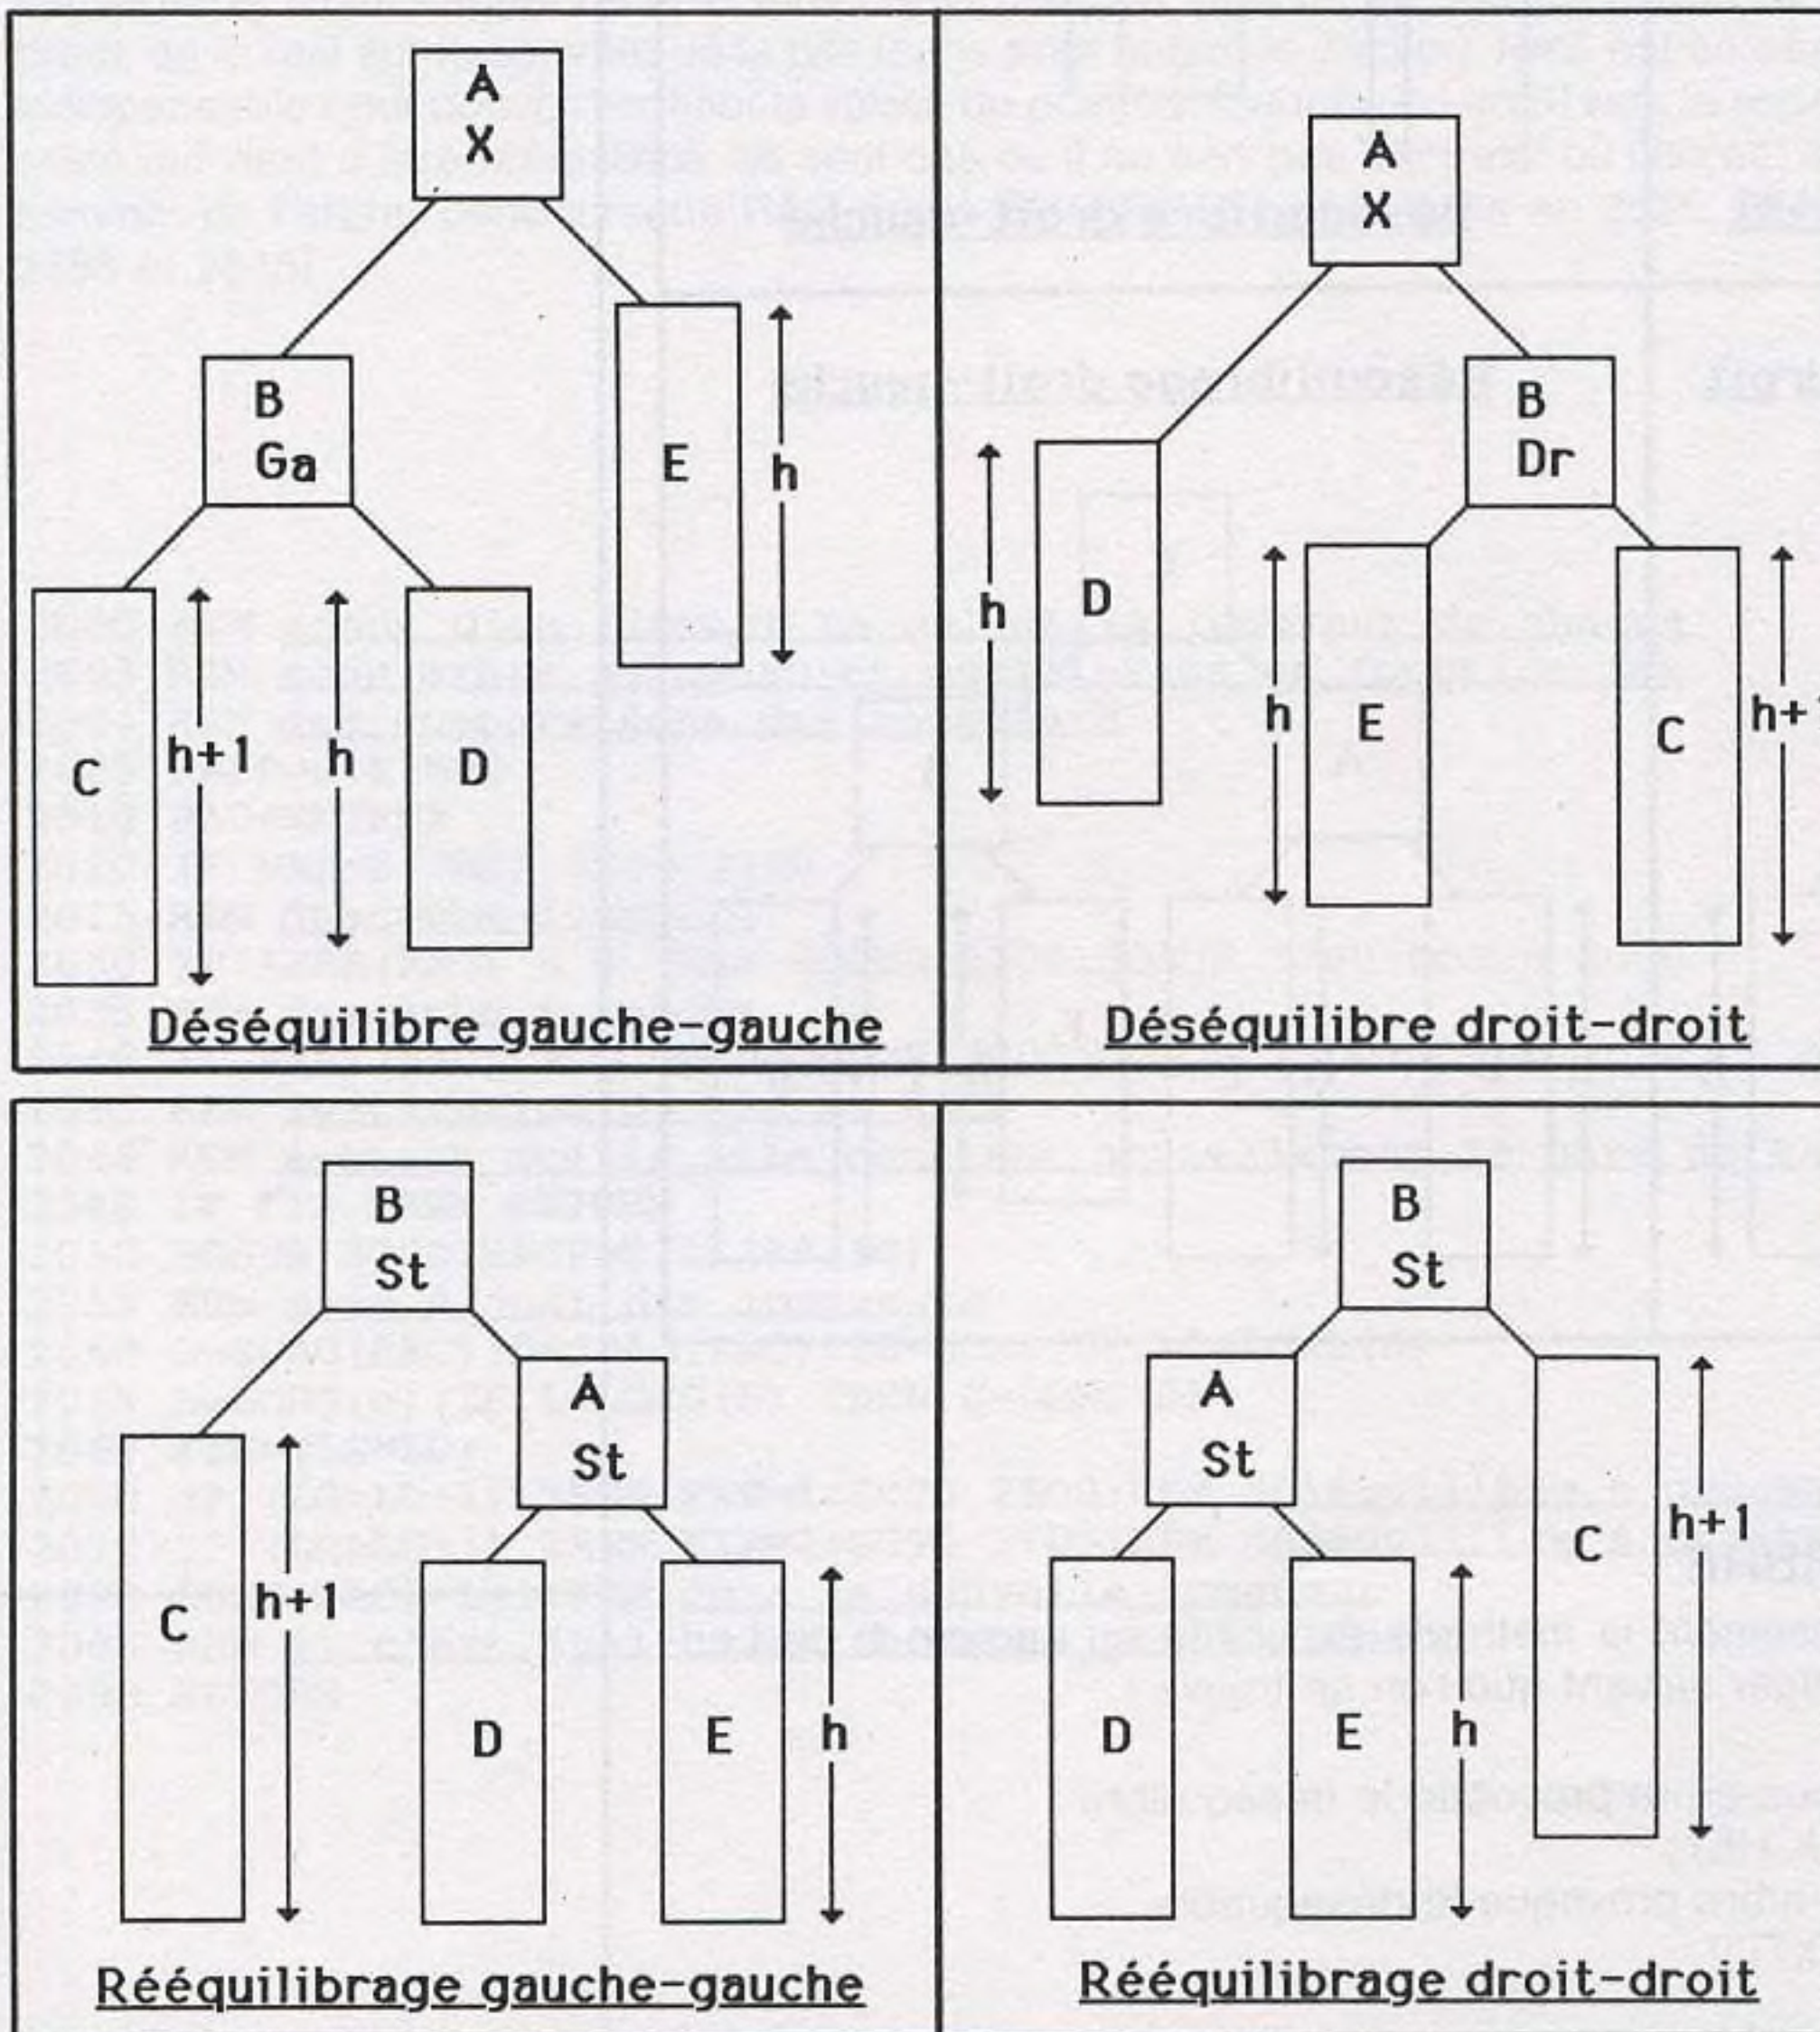 A
X
B
Ga
E
h
C
h+1
h
D
Déséquilibre gauche-gauche
A
X
B
Dr
D
h
h
E
C
Déséquilibre droit-droit
B
St
A
St
C
h+1
D
E
h
Rééquilibrage gauche-gauche
B
St
A
St
C
h+1
D
E
h
Rééquilibrage droit-droit